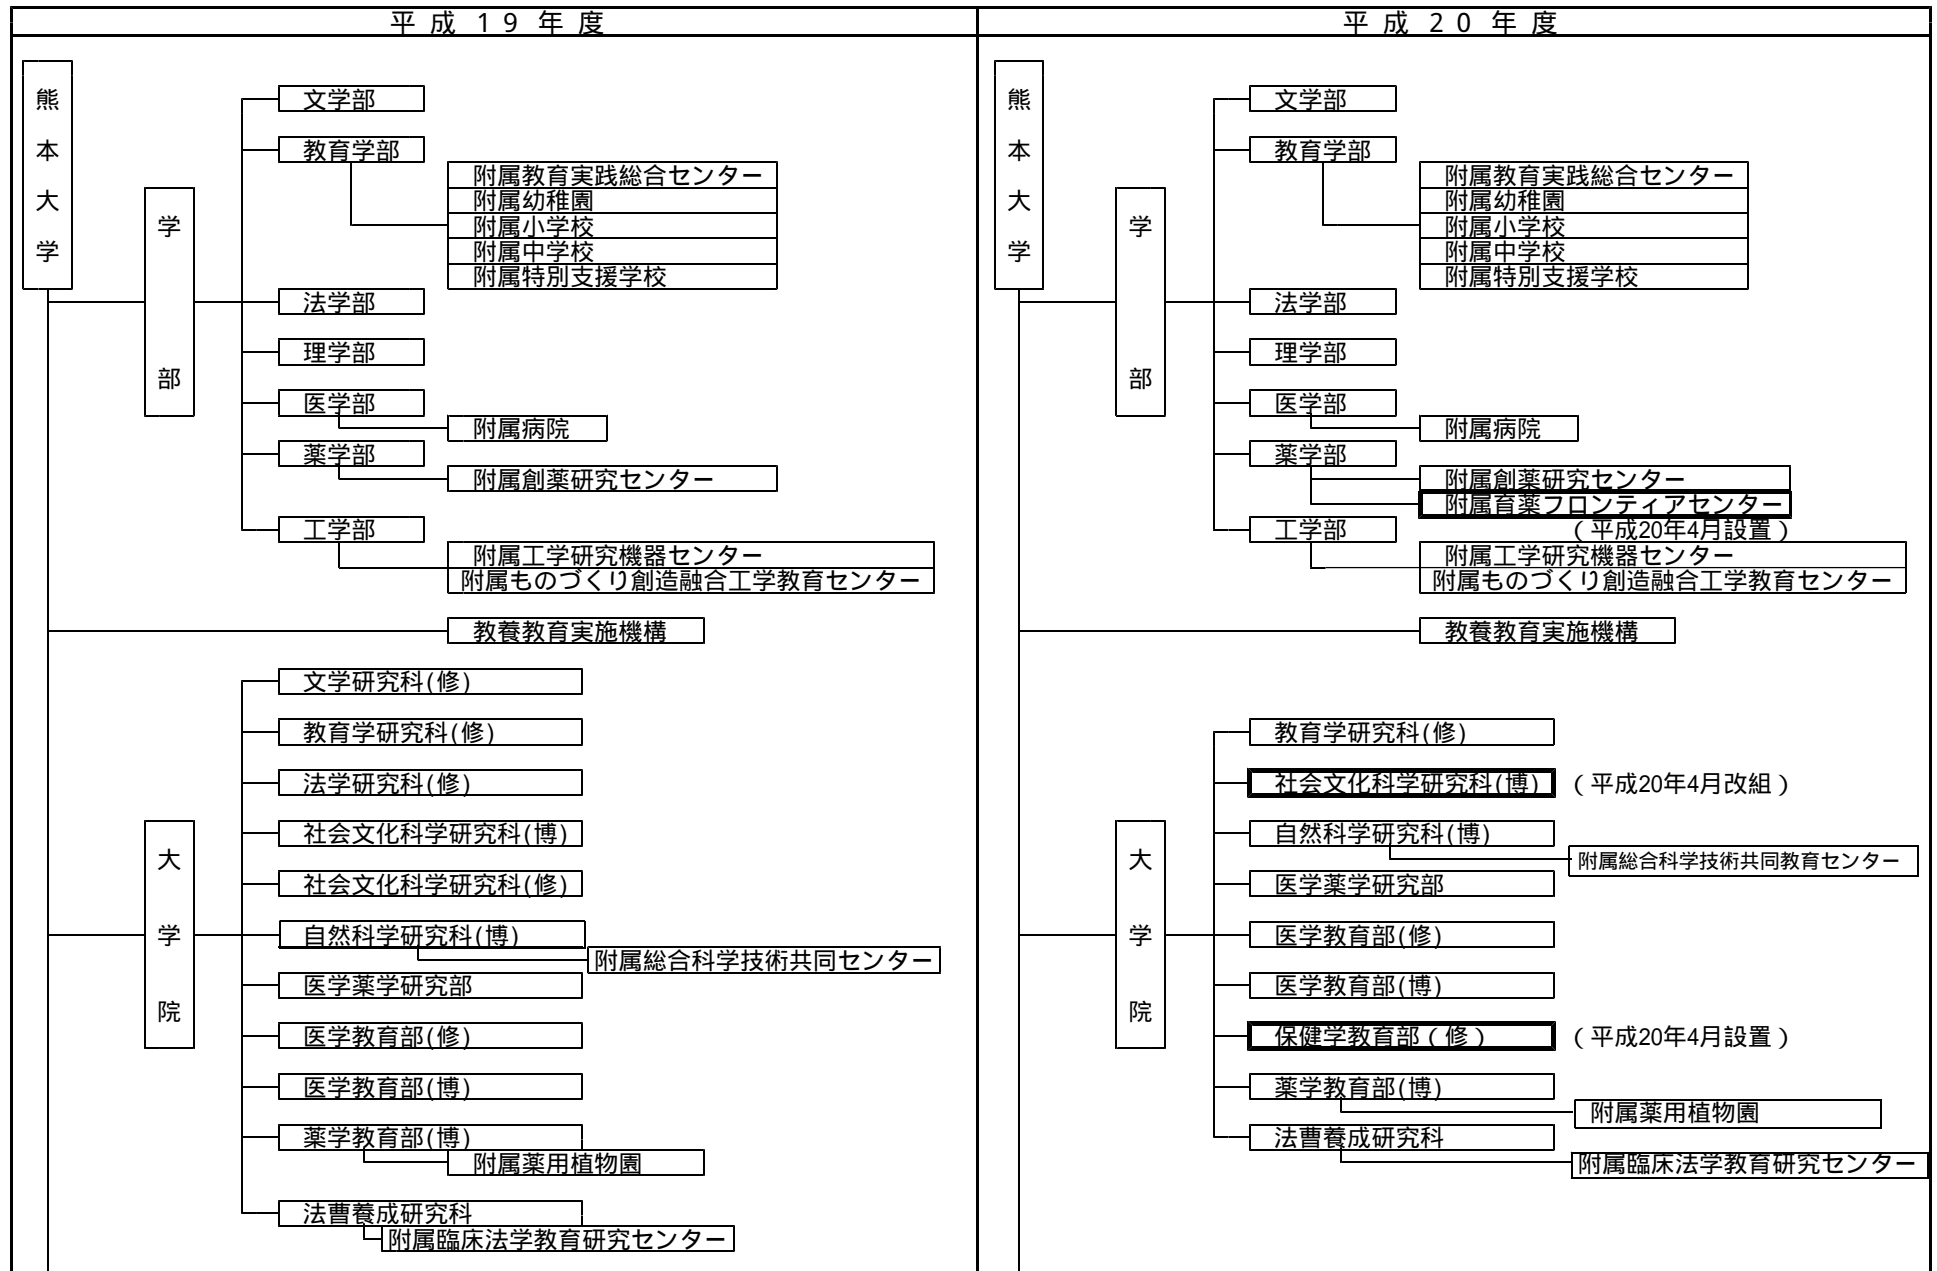 平成19年度
熊本大学
学部
文学部
教育学部
附属教育実践総合センター
附属幼稚園
附属小学校
附属中学校
附属特別支援学校
法学部
理学部
医学部
附属病院
薬学部
附属創薬研究センター
工学部
附属工学研究機器センター
附属ものづくり創造融合工学教育センター
教養教育実施機構
大学院
文学研究科(修)
教育学研究科(修)
法学研究科(修)
社会文化科学研究科(博)
社会文化科学研究科(修)
自然科学研究科(博)
附属総合科学技術共同センター
医学薬学研究部
医学教育部(修)
医学教育部(博)
薬学教育部(博)
附属薬用植物園
法曹養成研究科
附属臨床法学教育研究センター
平成20年度
熊本大学
学部
文学部
教育学部
附属教育実践総合センター
附属幼稚園
附属小学校
附属中学校
附属特別支援学校
法学部
理学部
医学部
附属病院
薬学部
附属創薬研究センター
附属育薬フロンティアセンター
(平成20年4月設置)
工学部
附属工学研究機器センター
附属ものづくり創造融合工学教育センター
教養教育実施機構
大学院
教育学研究科(修)
社会文化科学研究科(博) (平成20年4月改組)
自然科学研究科(博)
附属総合科学技術共同教育センター
医学薬学研究部
医学教育部(修)
医学教育部(博)
保健学教育部(修) (平成20年4月設置)
薬学教育部(博)
附属薬用植物園
法曹養成研究科
附属臨床法学教育研究センター